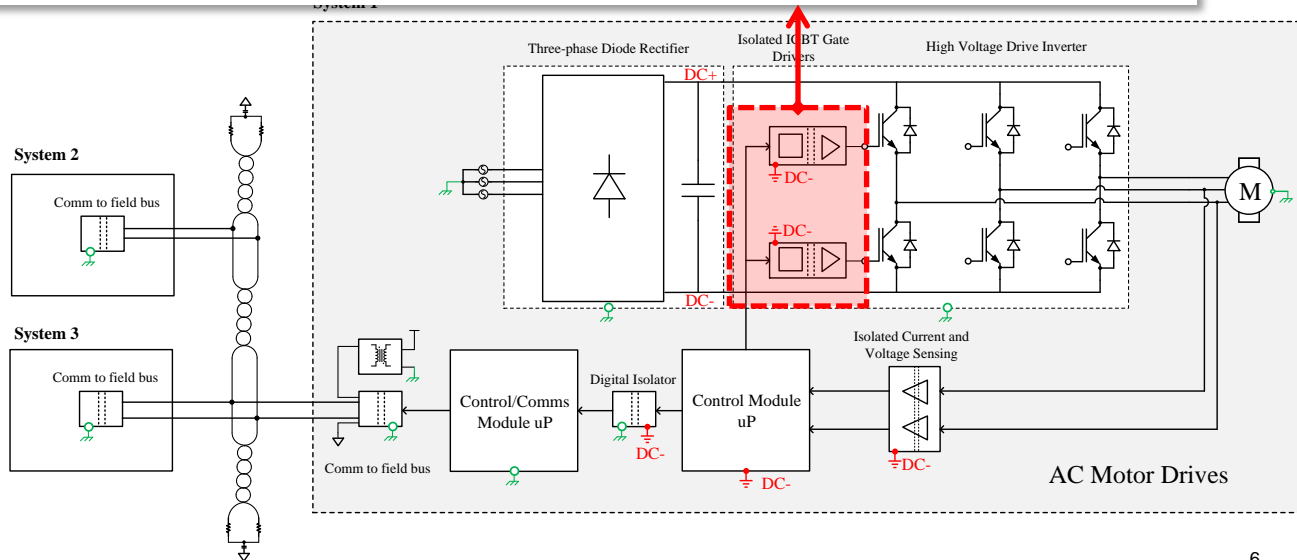 System 1
Three-phase Diode Rectifier
Isolated IGBT Gate
Drivers
High Voltage Drive Inverter
DC+
System 2
Comm to field bus
DC-
DC-
M
DC-
System 3
Comm to field bus
Isolated Current and
Voltage Sensing
Digital Isolator
Control/Comms
Module uP
Control Module
uP
DC-
Comm to field bus
DC-
DC-
AC Motor Drives
6